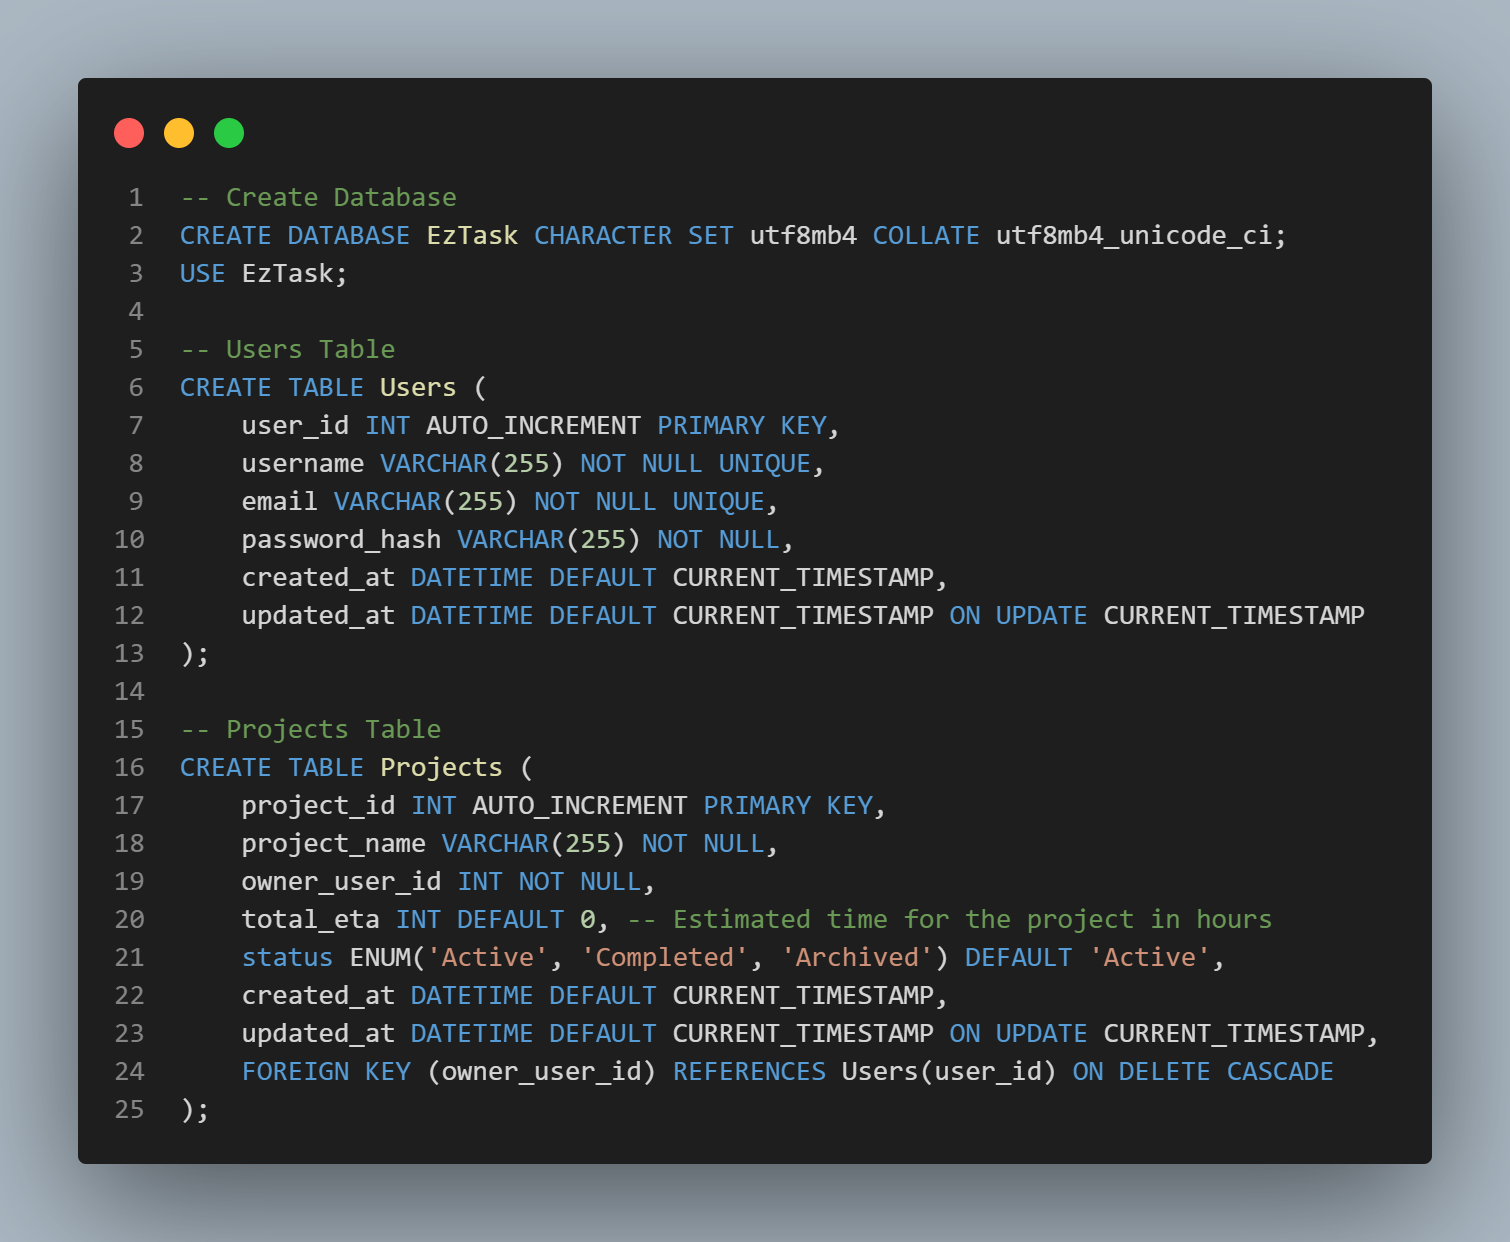 1 -- Create Database
2 CREATE DATABASE EzTask CHARACTER SET utf8mb4 COLLATE utf8mb4_unicode_ci;
3 USE EzTask;
4
5 -- Users Table
6 CREATE TABLE Users (
7     user_id INT AUTO_INCREMENT PRIMARY KEY,
8     username VARCHAR(255) NOT NULL UNIQUE,
9     email VARCHAR(255) NOT NULL UNIQUE,
10     password_hash VARCHAR(255) NOT NULL,
11     created_at DATETIME DEFAULT CURRENT_TIMESTAMP,
12     updated_at DATETIME DEFAULT CURRENT_TIMESTAMP ON UPDATE CURRENT_TIMESTAMP
13 );
14
15 -- Projects Table
16 CREATE TABLE Projects (
17     project_id INT AUTO_INCREMENT PRIMARY KEY,
18     project_name VARCHAR(255) NOT NULL,
19     owner_user_id INT NOT NULL,
20     total_eta INT DEFAULT 0, -- Estimated time for the project in hours
21     status ENUM('Active', 'Completed', 'Archived') DEFAULT 'Active',
22     created_at DATETIME DEFAULT CURRENT_TIMESTAMP,
23     updated_at DATETIME DEFAULT CURRENT_TIMESTAMP ON UPDATE CURRENT_TIMESTAMP,
24     FOREIGN KEY (owner_user_id) REFERENCES Users(user_id) ON DELETE CASCADE
25 );